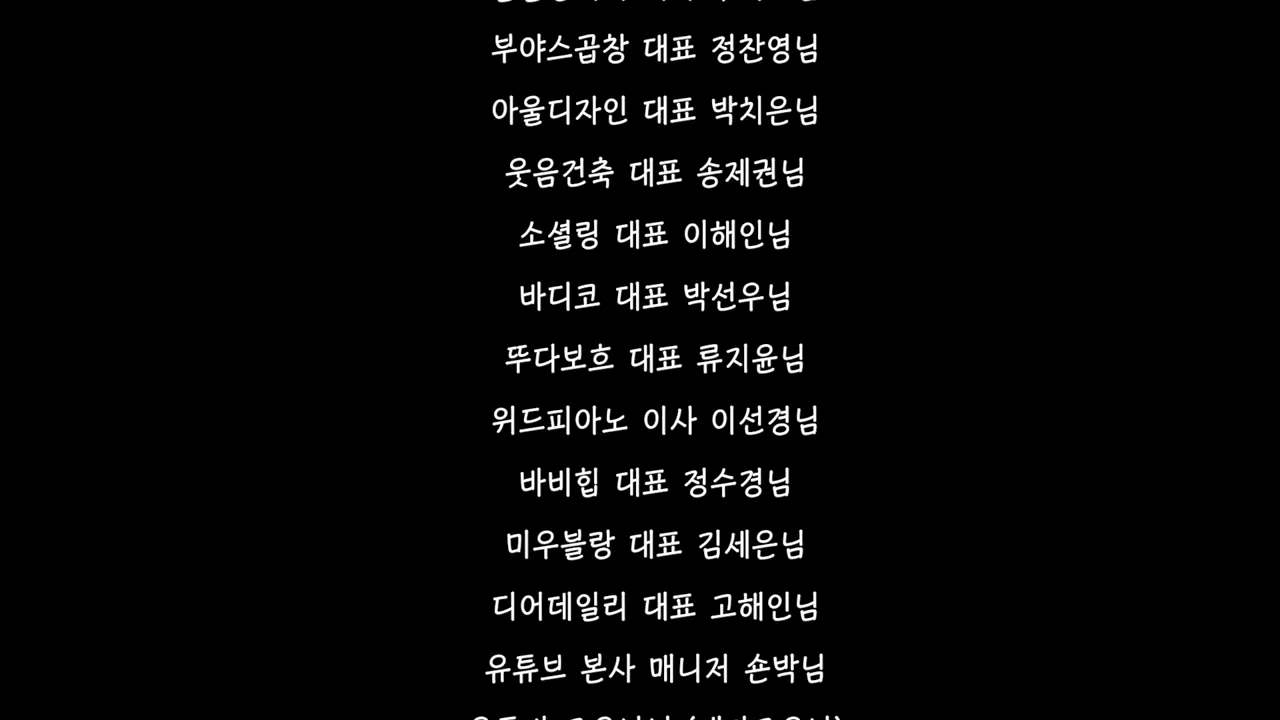 부야스곱창 대표 정찬영님
아울디자인 대표 박치은님
웃음건축 대표 송제권님
소셜링 대표 이해인님
바디코 대표 박선우님
뚜다보흐 대표 류지윤님
위드피아노 이사 이선경님
바비힙 대표 정수경님
미우블랑 대표 김세은님
디어데일리 대표 고해인님
유튜브 본사 매니저 숀박님